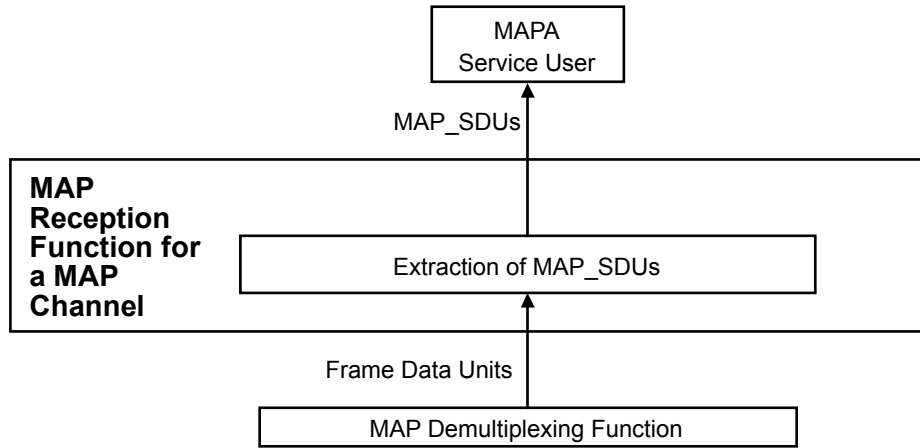 MAPA
Service User
MAP_SDUs
MAP
Reception
Function for
a MAP
Channel
Extraction of MAP_SDUs
Frame Data Units
MAP Demultiplexing Function